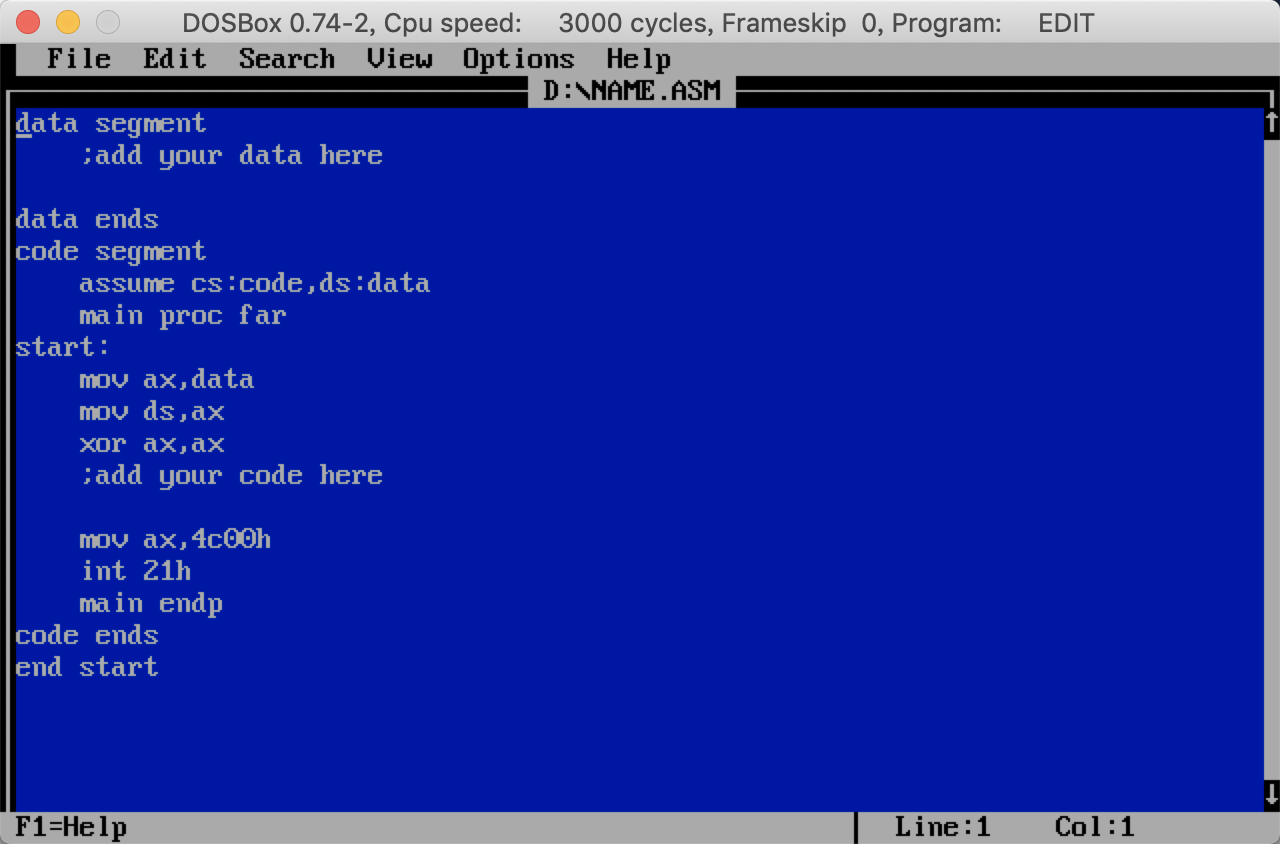 DOSBox 0.74-2, Cpu speed: 3000 cycles, Frameskip 0, Program: EDIT
File Edit Search View Options Help
D:\NAME.ASM
data segment
    ;add your data here
data ends
code segment
    assume cs:code,ds:data
    main proc far
start:
    mov ax,data
    mov ds,ax
    xor ax,ax
    ;add your code here
    mov ax,4c00h
    int 21h
    main endp
code ends
end start
F1=Help Line:1 Col:1